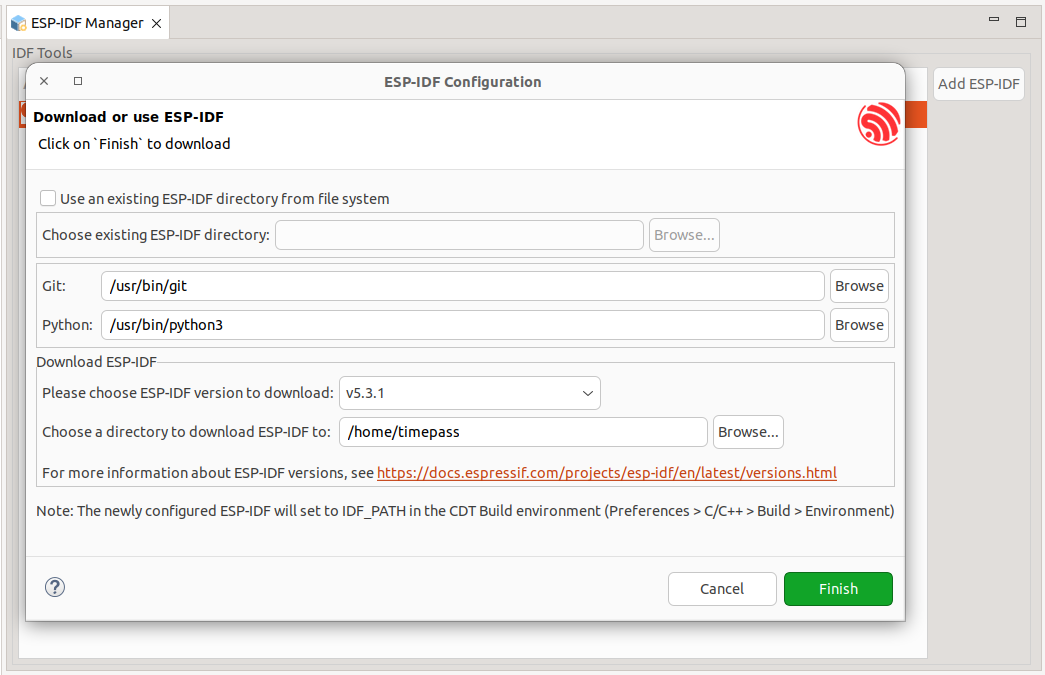 ESP-IDF Manager
IDF Tools
Add ESP-IDF
ESP-IDF Configuration
Download or use ESP-IDF
Click on `Finish` to download
Use an existing ESP-IDF directory from file system
Choose existing ESP-IDF directory: Browse...
Git: /usr/bin/git Browse
Python: /usr/bin/python3 Browse
Download ESP-IDF
Please choose ESP-IDF version to download: v5.3.1
Choose a directory to download ESP-IDF to: /home/timepass Browse...
For more information about ESP-IDF versions, see https://docs.espressif.com/projects/esp-idf/en/latest/versions.html
Note: The newly configured ESP-IDF will set to IDF_PATH in the CDT Build environment (Preferences > C/C++ > Build > Environment)
? Cancel Finish